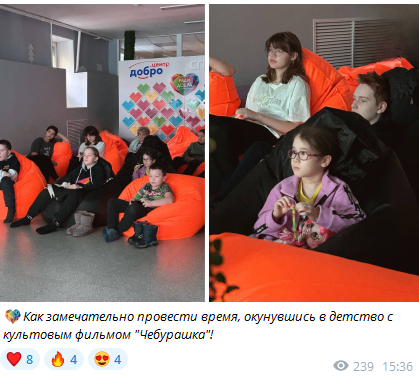 центр
добро
Как замечательно провести время, окунувшись в детство с
культовым фильмом "Чебурашка"!
8
4
4
239
15:36